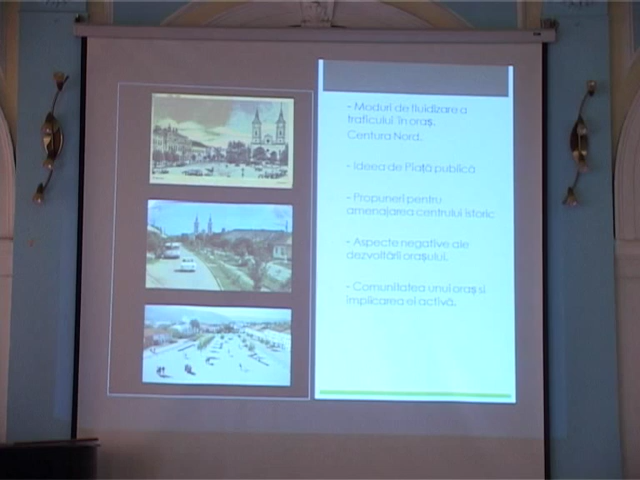 - Moduri de fluidizare a
traficului în oraș.
Centura Nord.
- Ideea de Piață publică
- Propuneri pentru
amenajarea centrului istoric
- Aspecte negative ale
dezvoltării orașului.
- Comunitatea unui oraș si
implicarea ei activă.